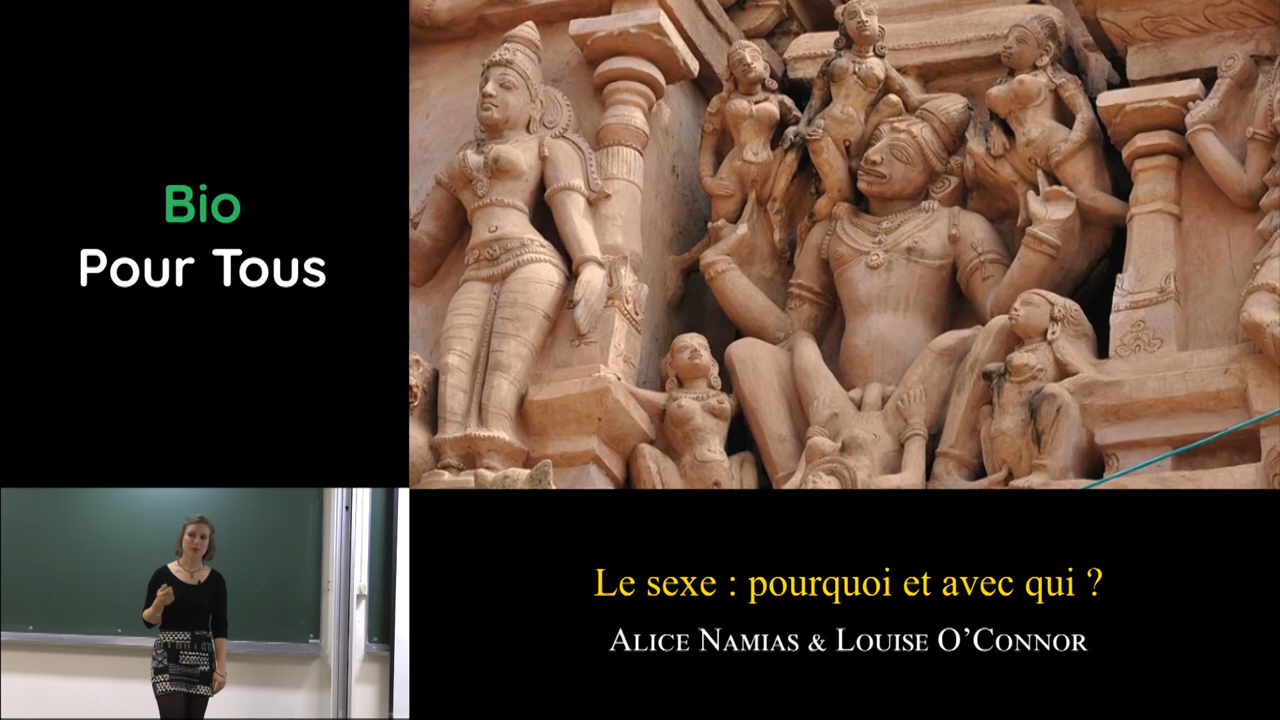 Bio
Pour Tous
Le sexe : pourquoi et avec qui ?
ALICE NAMIAS & LOUISE O’CONNOR